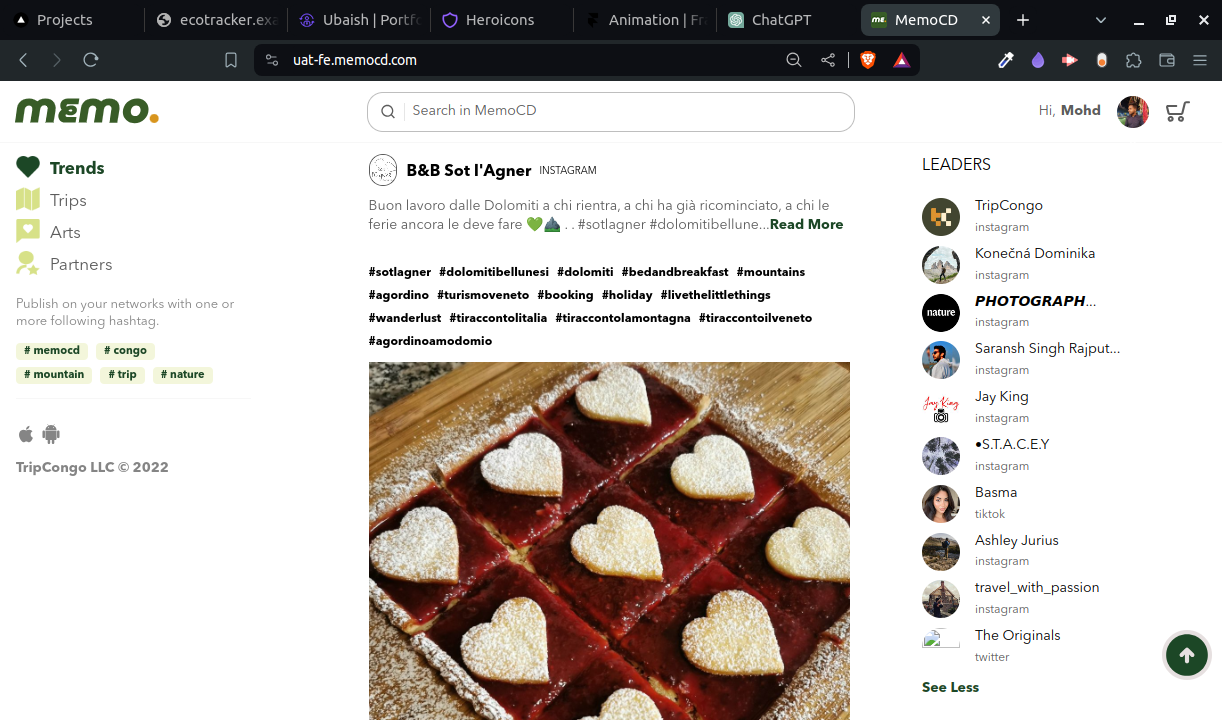 Projects
ecotracker.exa
Ubaish | Portfo
Heroicons
Animation | Fra
ChatGPT
me.
MemoCD
uat-fe.memocd.com
memo.
Search in MemoCD
Hi, Mohd
Trends
Trips
Arts
Partners
Publish on your networks with one or
more following hashtag.
# memocd # congo
# mountain # trip # nature
TripCongo LLC © 2022
B&B Sot l'Agner INSTAGRAM
Buon lavoro dalle Dolomiti a chi rientra, a chi ha già ricominciato, a chi le
ferie ancora le deve fare 💚⛰️ . . #sotlagner #dolomitibellune...Read More
#sotlagner #dolomitibellunesi #dolomiti #bedandbreakfast #mountains
#agordino #turismoveneto #booking #holiday #livethelittlethings
#wanderlust #tiraccontolitalia #tiraccontolamontagna #tiraccontoilveneto
#agordinoamodomio
LEADERS
TripCongo
instagram
Konečná Dominika
instagram
nature
𝙋𝙃𝙊𝙏𝙊𝙂𝙍𝘼𝙋𝙃...
instagram
Saransh Singh Rajput...
instagram
Jay King
Jay King
instagram
•S.T.A.C.E.Y
instagram
Basma
tiktok
Ashley Jurius
instagram
travel_with_passion
instagram
The Originals
twitter
See Less